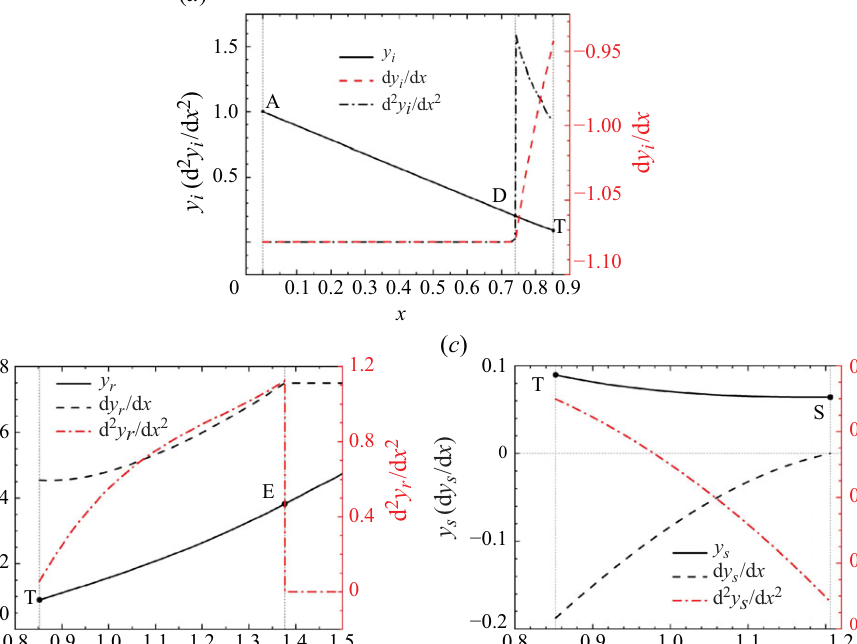 1.5
1.0
0.5
y_i (d²y_i/dx²)
y_i
dy_i/dx
d²y_i/dx²
A
D
T
−0.95
−1.00
−1.05
−1.10
dy_i/dx
0 0.1 0.2 0.3 0.4 0.5 0.6 0.7 0.8 0.9
x
y_r
dy_r/dx
d²y_r/dx²
T
E
1.2
0.8
0.4
0
d²y_r/dx²
0.8 0.9 1.0 1.1 1.2 1.3 1.4 1.5
(c)
0.1
0
−0.1
−0.2
y_s (dy_s/dx)
T
S
y_s
dy_s/dx
d²y_s/dx²
0.8 0.9 1.0 1.1 1.2